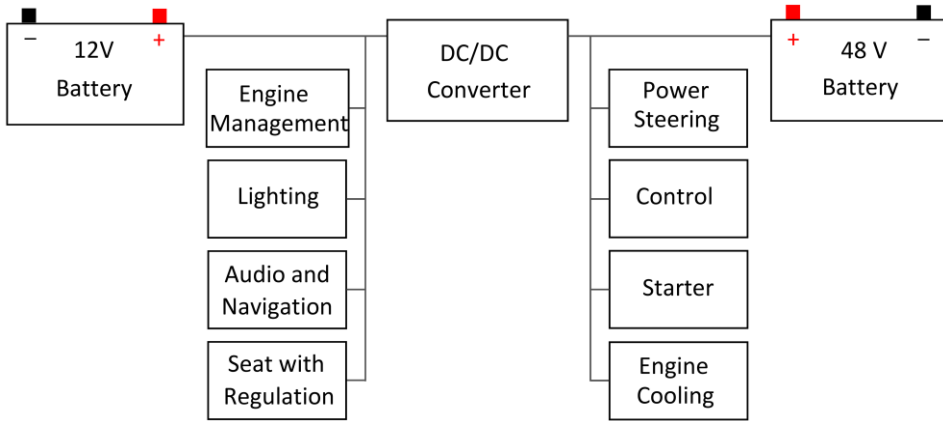 − +
12V
Battery
DC/DC
Converter
+ −
48 V
Battery
Engine
Management
Lighting
Audio and
Navigation
Seat with
Regulation
Power
Steering
Control
Starter
Engine
Cooling